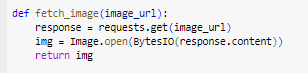 def fetch_image(image_url):
    response = requests.get(image_url)
    img = Image.open(BytesIO(response.content))
    return img